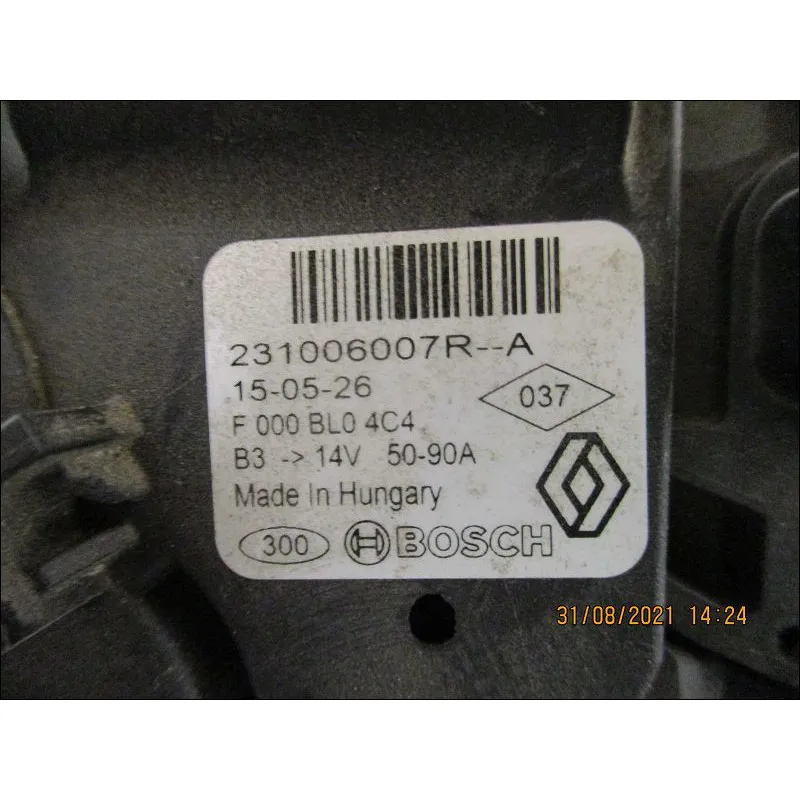 231006007R--A
15-05-26
037
F 000 BL0 4C4
B3 -> 14V 50-90A
Made In Hungary
300 BOSCH
31/08/2021 14:24